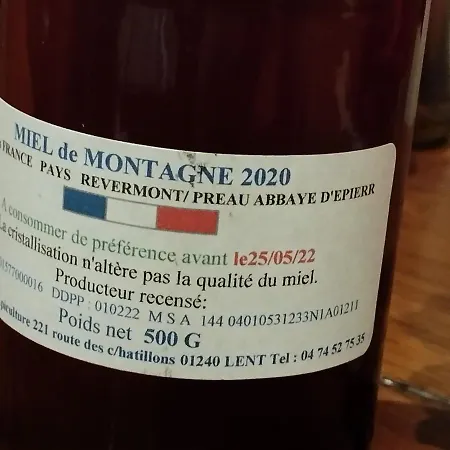 MIEL de MONTAGNE 2020
FRANCE PAYS REVERMONT/ PREAU ABBAYE D'EPIERR
A consommer de préférence avant le25/05/22
La cristallisation n'altère pas la qualité du miel.
Producteur recensé:
01577000016 DDPP : 010222 M S A 144 04010531233N1A01211
Poids net 500 G
piculture 221 route des c/hatillons 01240 LENT Tel : 04 74 52 75 35